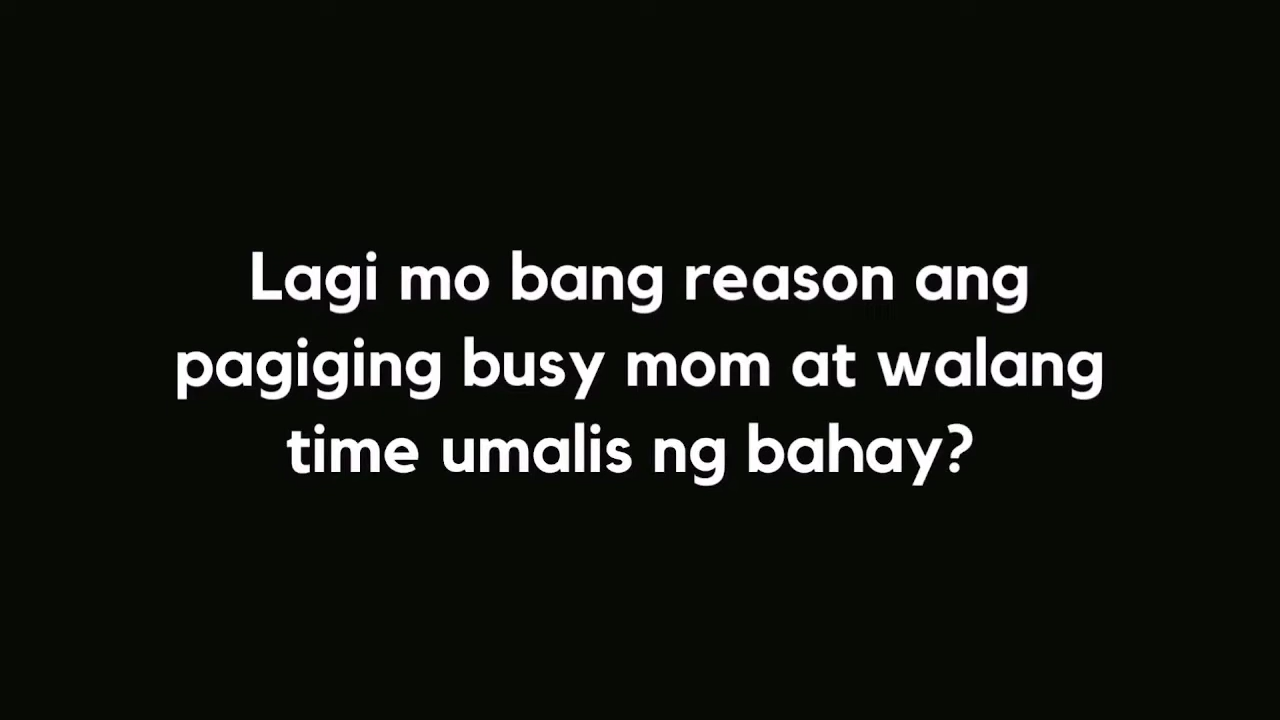 Lagi mo bang reason ang
pagiging busy mom at walang
time umalis ng bahay?